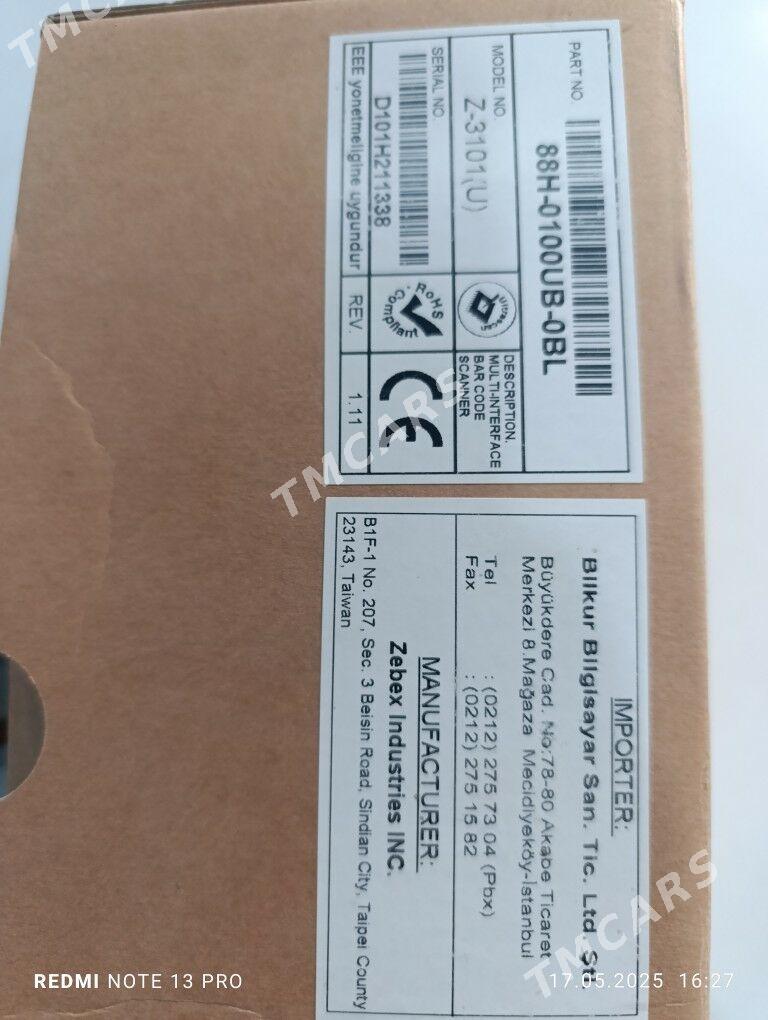 PART NO.
88H-0100UB-0BL
MODEL NO.
Z-3101(U)
DESCRIPTION.
MULTI-INTERFACE
BAR CODE
SCANNER
SERIAL NO.
D101H211338
RoHS
Compliant
CE
EEE yonetmeligine uygundur
REV.
1.11
IMPORTER:
Bilkur Bilgisayar San. Tic. Ltd Sti.
Büyükdere Cad. No:78-80 Akabe Ticaret
Merkezi 8.Mağaza Mecidiyeköy-İstanbul
Tel : (0212) 275 73 04 (Pbx)
Fax : (0212) 275 15 82
MANUFACTURER:
Zebex Industries INC.
B1F-1 No. 207, Sec. 3 Beisin Road, Sindian City, Taipei County
23143, Taiwan
TMCARS
TMCARS
TMCARS
REDMI NOTE 13 PRO
17.05.2025 16:27